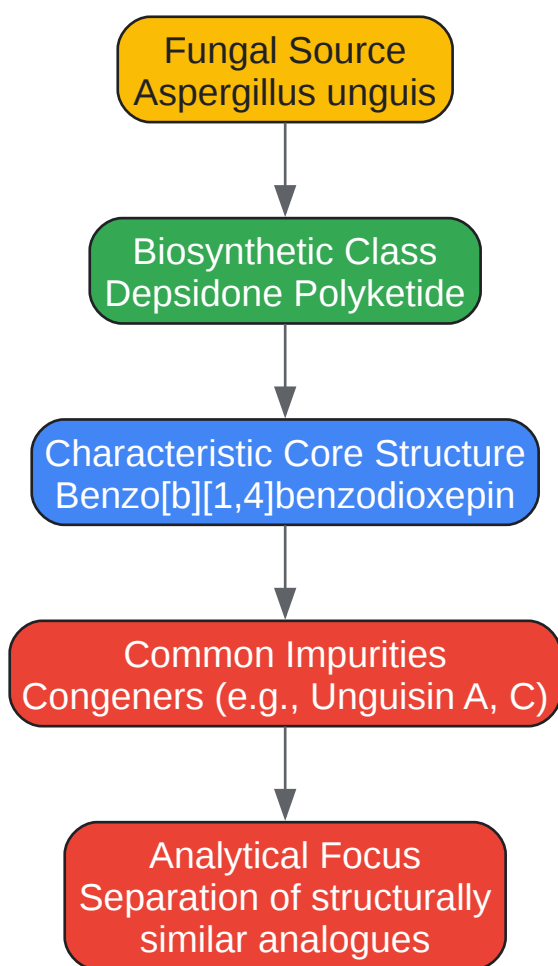 Fungal Source
Aspergillus unguis
Biosynthetic Class
Depsidone Polyketide
Characteristic Core Structure
Benzo[b][1,4]benzodioxepin
Common Impurities
Congeners (e.g., Unguisin A, C)
Analytical Focus
Separation of structurally
similar analogues